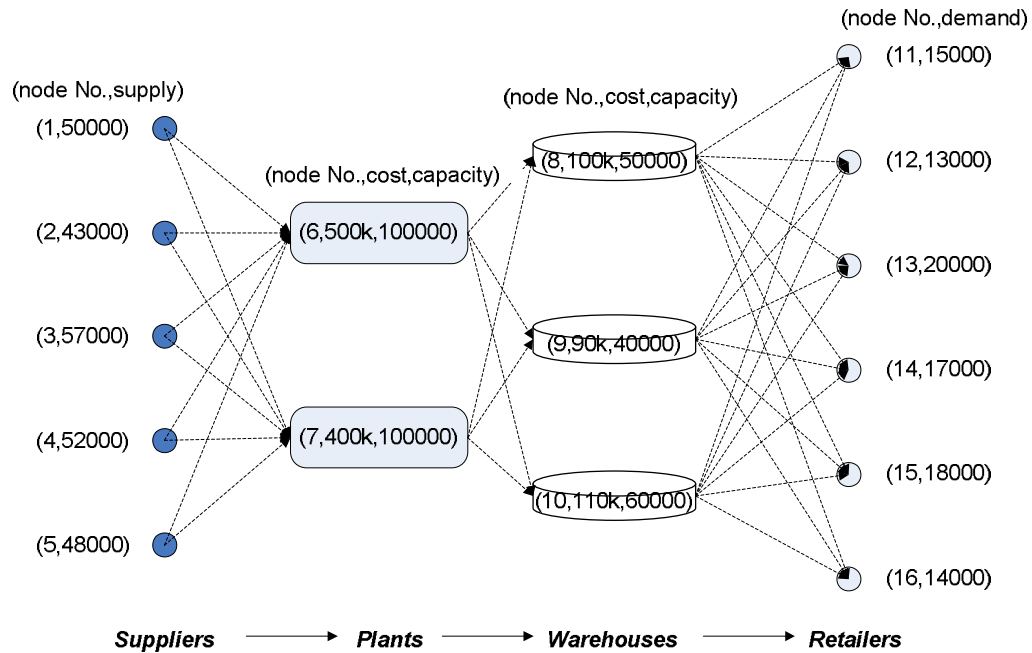 (node No.,demand)
(11,15000)
(node No.,supply)
(node No.,cost,capacity)
(1,50000)
(8,100k,50000)
(12,13000)
(node No.,cost,capacity)
(2,43000)
(6,500k,100000)
(13,20000)
(3,57000)
(9,90k,40000)
(14,17000)
(4,52000)
(7,400k,100000)
(15,18000)
(10,110k,60000)
(5,48000)
(16,14000)
Suppliers Plants Warehouses Retailers